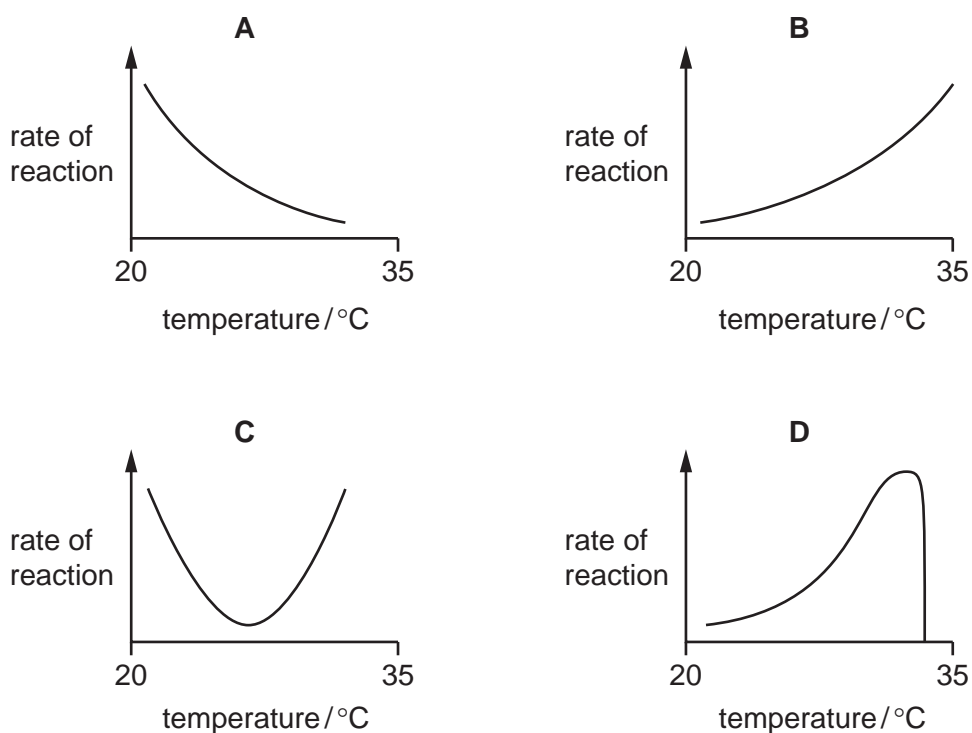 A
rate of
reaction
20
35
temperature / °C
B
rate of
reaction
20
35
temperature / °C
C
rate of
reaction
20
35
temperature / °C
D
rate of
reaction
20
35
temperature / °C